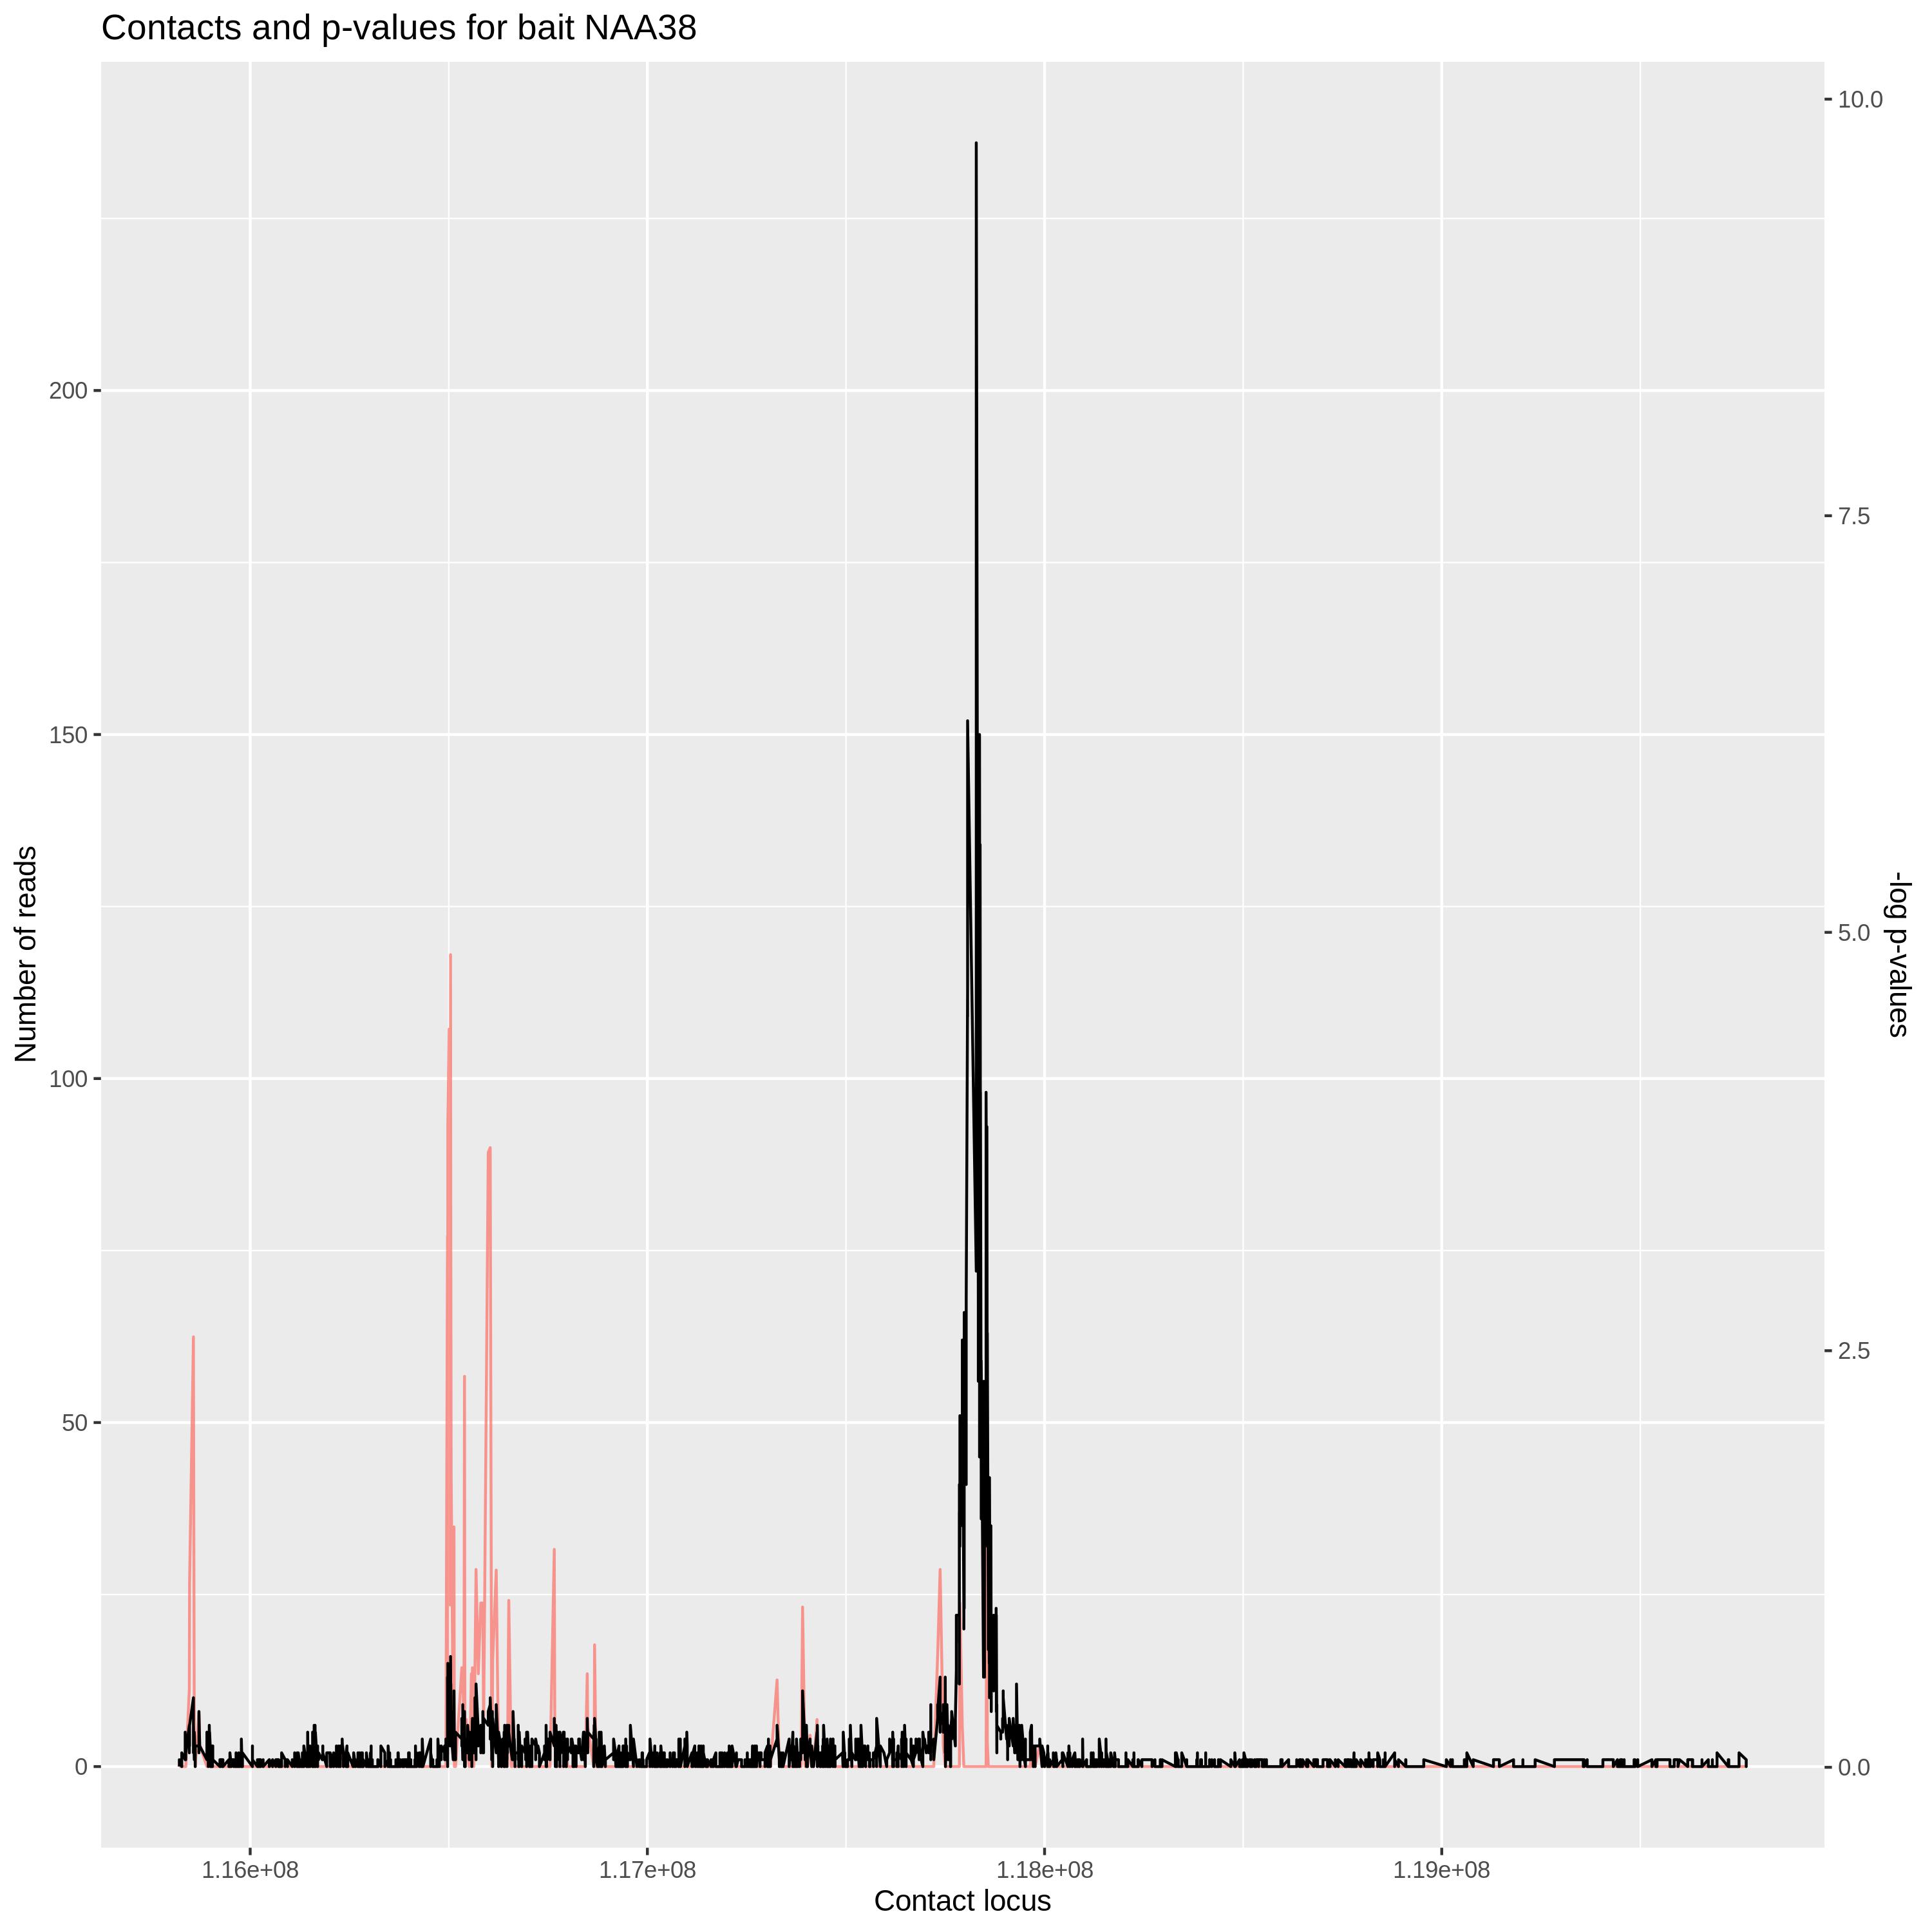 Contacts and p-values for bait NAA38
Number of reads
200
150
100
50
0
10.0
7.5
5.0
2.5
0.0
-log p-values
1.16e+08 1.17e+08 1.18e+08 1.19e+08
Contact locus